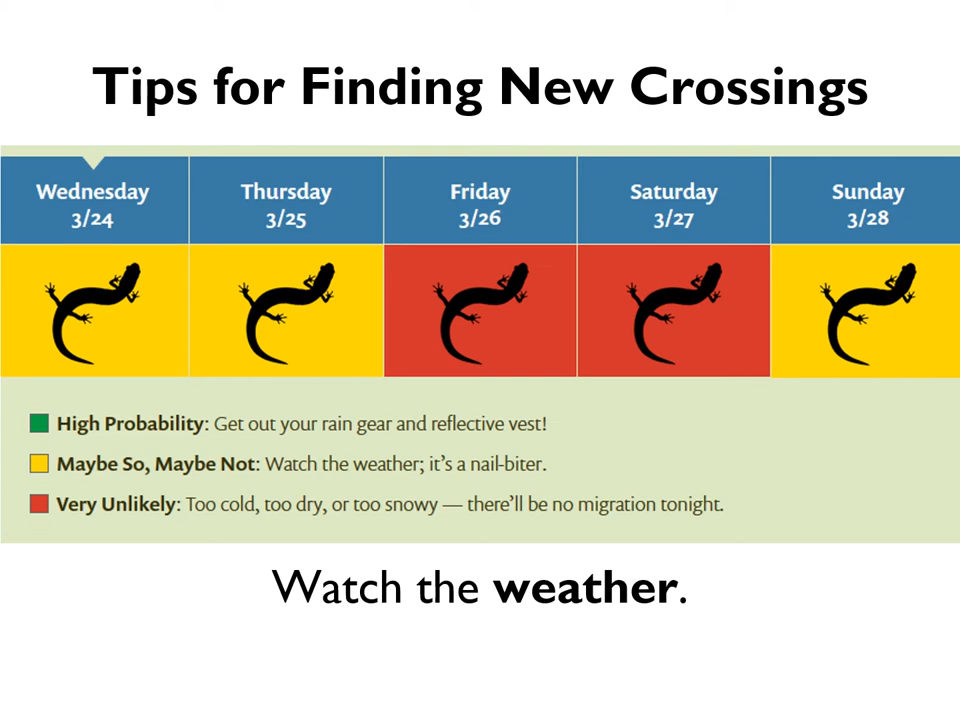 Tips for Finding New Crossings
Wednesday
3/24
Thursday
3/25
Friday
3/26
Saturday
3/27
Sunday
3/28
High Probability: Get out your rain gear and reflective vest!
Maybe So, Maybe Not: Watch the weather; it's a nail-biter.
Very Unlikely: Too cold, too dry, or too snowy — there'll be no migration tonight.
Watch the weather.